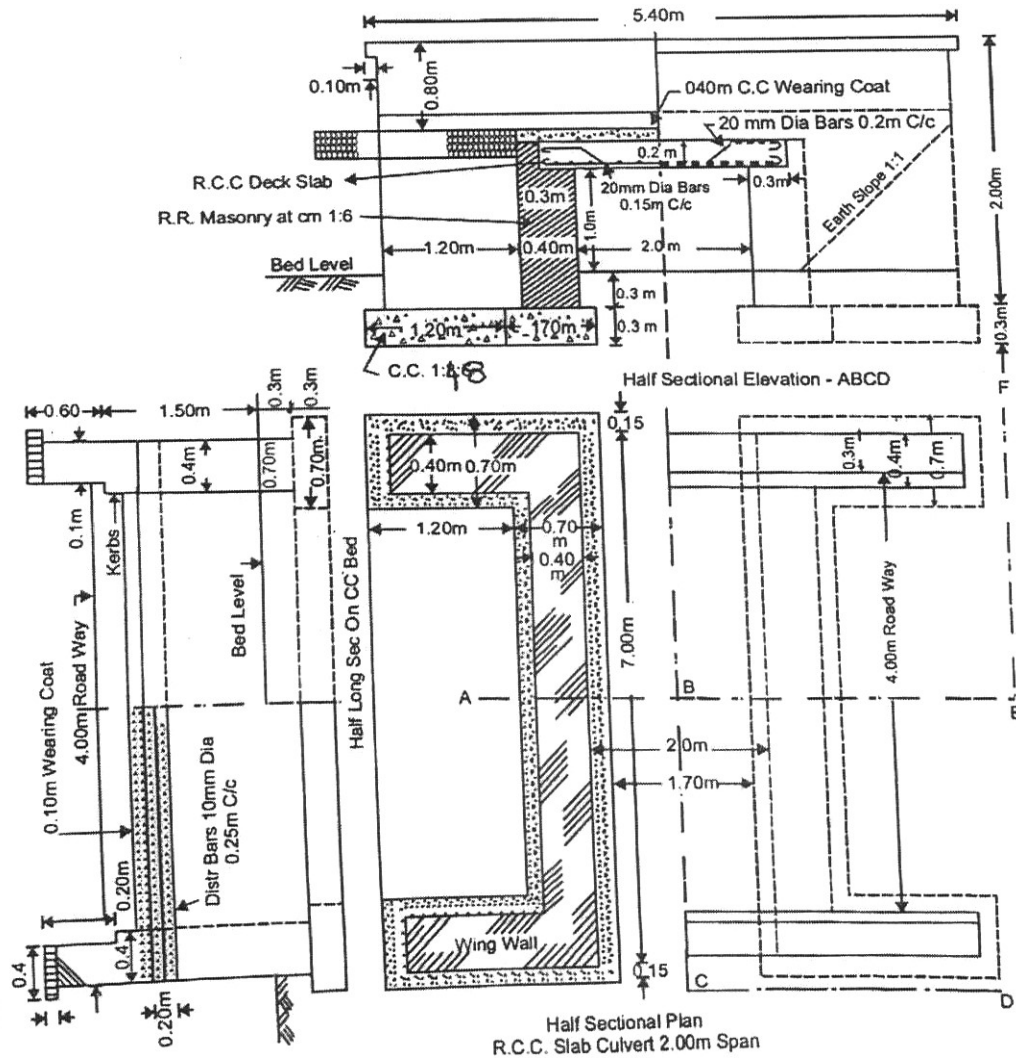 5.40m
0.10m
0.80m
040m C.C Wearing Coat
20 mm Dia Bars 0.2m C/c
0.2 m
R.C.C Deck Slab
20mm Dia Bars
0.15m C/c
0.3m
0.3m
Earth Slope 1:1
2.00m
R.R. Masonry at cm 1:6
1.0m
1.20m
0.40m
2.0 m
Bed Level
0.3 m
0.3 m
0.3m
1.20m
170m
C.C. 1:
48
Half Sectional Elevation - ABCD
F
0.60
1.50m
0.3m
0.3m
0.15
0.4m
0.70m
0.70m
0.40m
0.70m
0.3m
0.4m
0.7m
0.1m
Kerbs
1.20m
0.70
m
0.40
m
4.00m Road Way
Bed Level
Half Long Sec On CC Bed
7.00m
4.00m Road Way
A
B
E
0.10m Wearing Coat
2.0m
1.70m
Distr Bars 10mm Dia
0.25m C/c
0.20m
0.4
0.4
Wing Wall
0.15
0.20m
C
D
Half Sectional Plan
R.C.C. Slab Culvert 2.00m Span